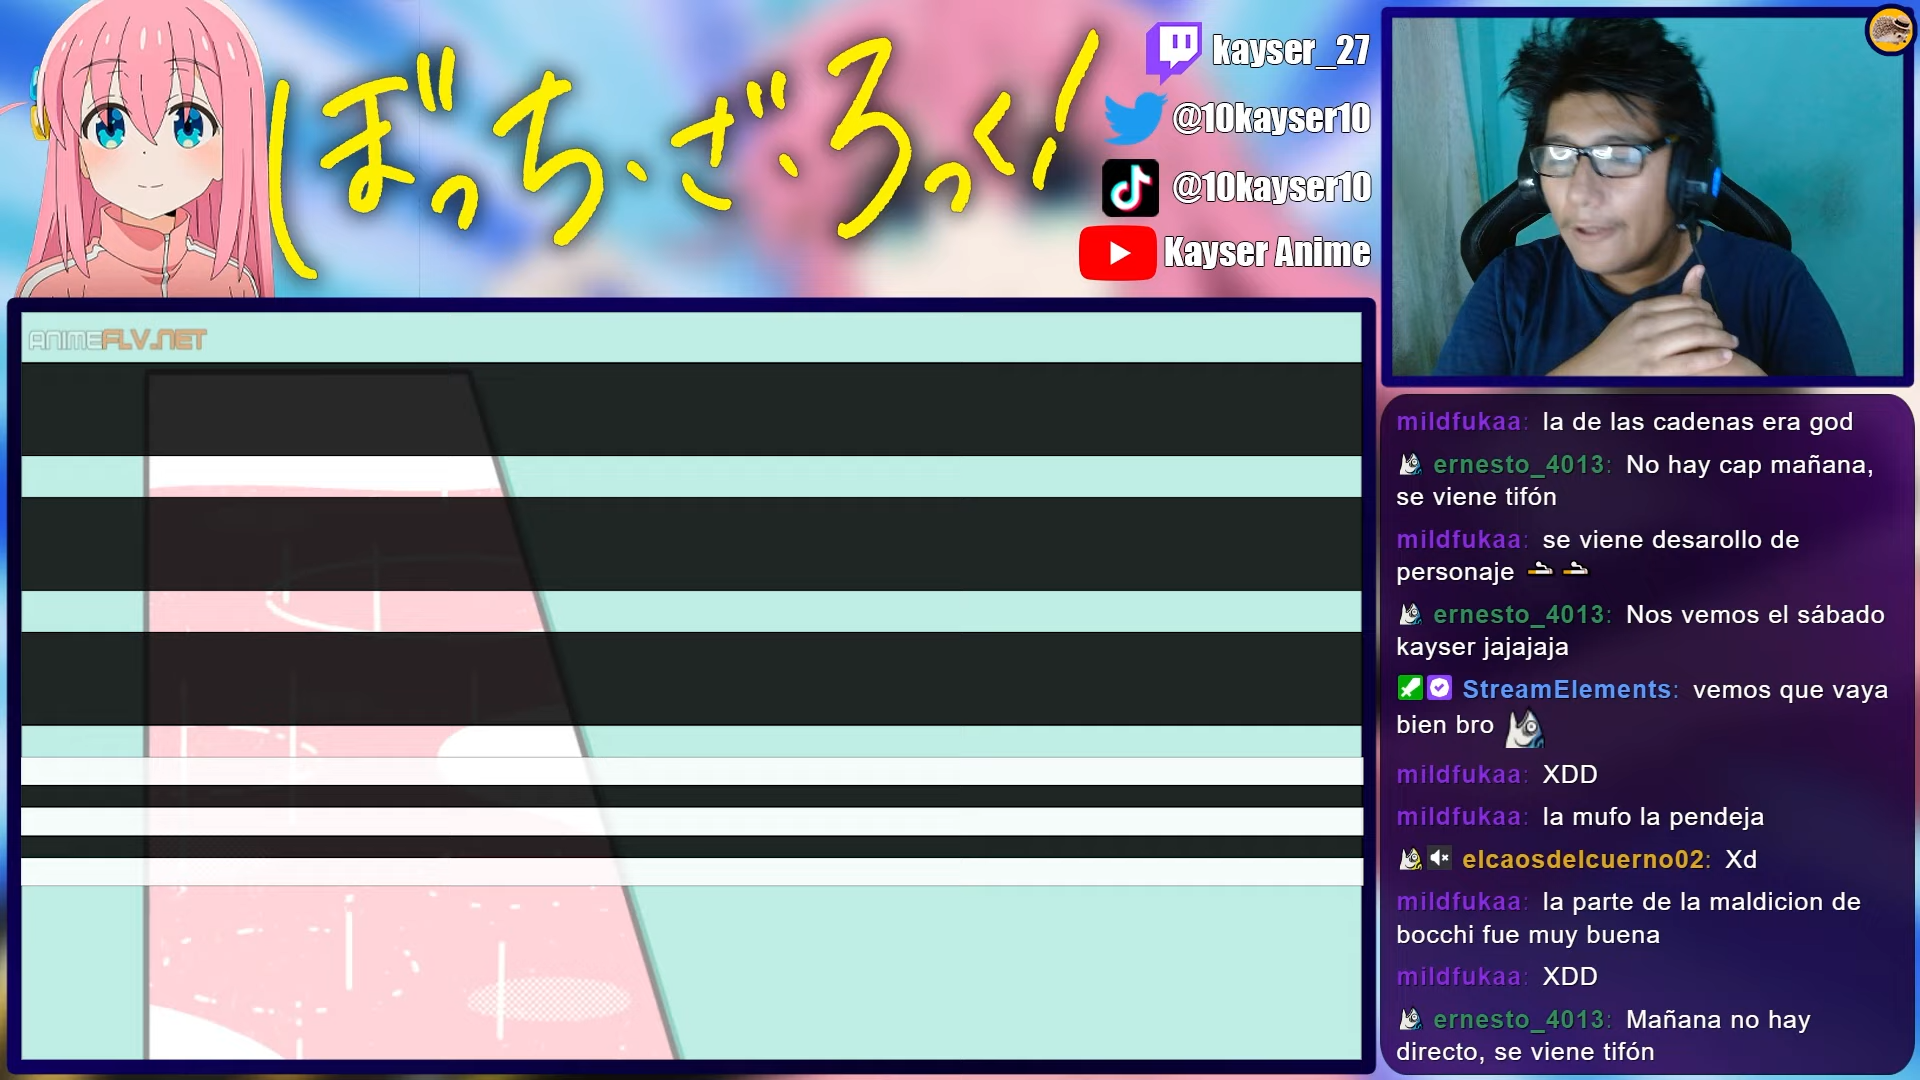 ぼっち・ざ・ろっく!
kayser_27
@10kayser10
@10kayser10
Kayser Anime
ANIMEFLV.NET
mildfukaa: la de las cadenas era god
ernesto_4013: No hay cap mañana,
se viene tifón
mildfukaa: se viene desarollo de
personaje
ernesto_4013: Nos vemos el sábado
kayser jajajaja
StreamElements: vemos que vaya
bien bro
mildfukaa: XDD
mildfukaa: la mufo la pendeja
elcaosdelcuerno02: Xd
mildfukaa: la parte de la maldicion de
bocchi fue muy buena
mildfukaa: XDD
ernesto_4013: Mañana no hay
directo, se viene tifón